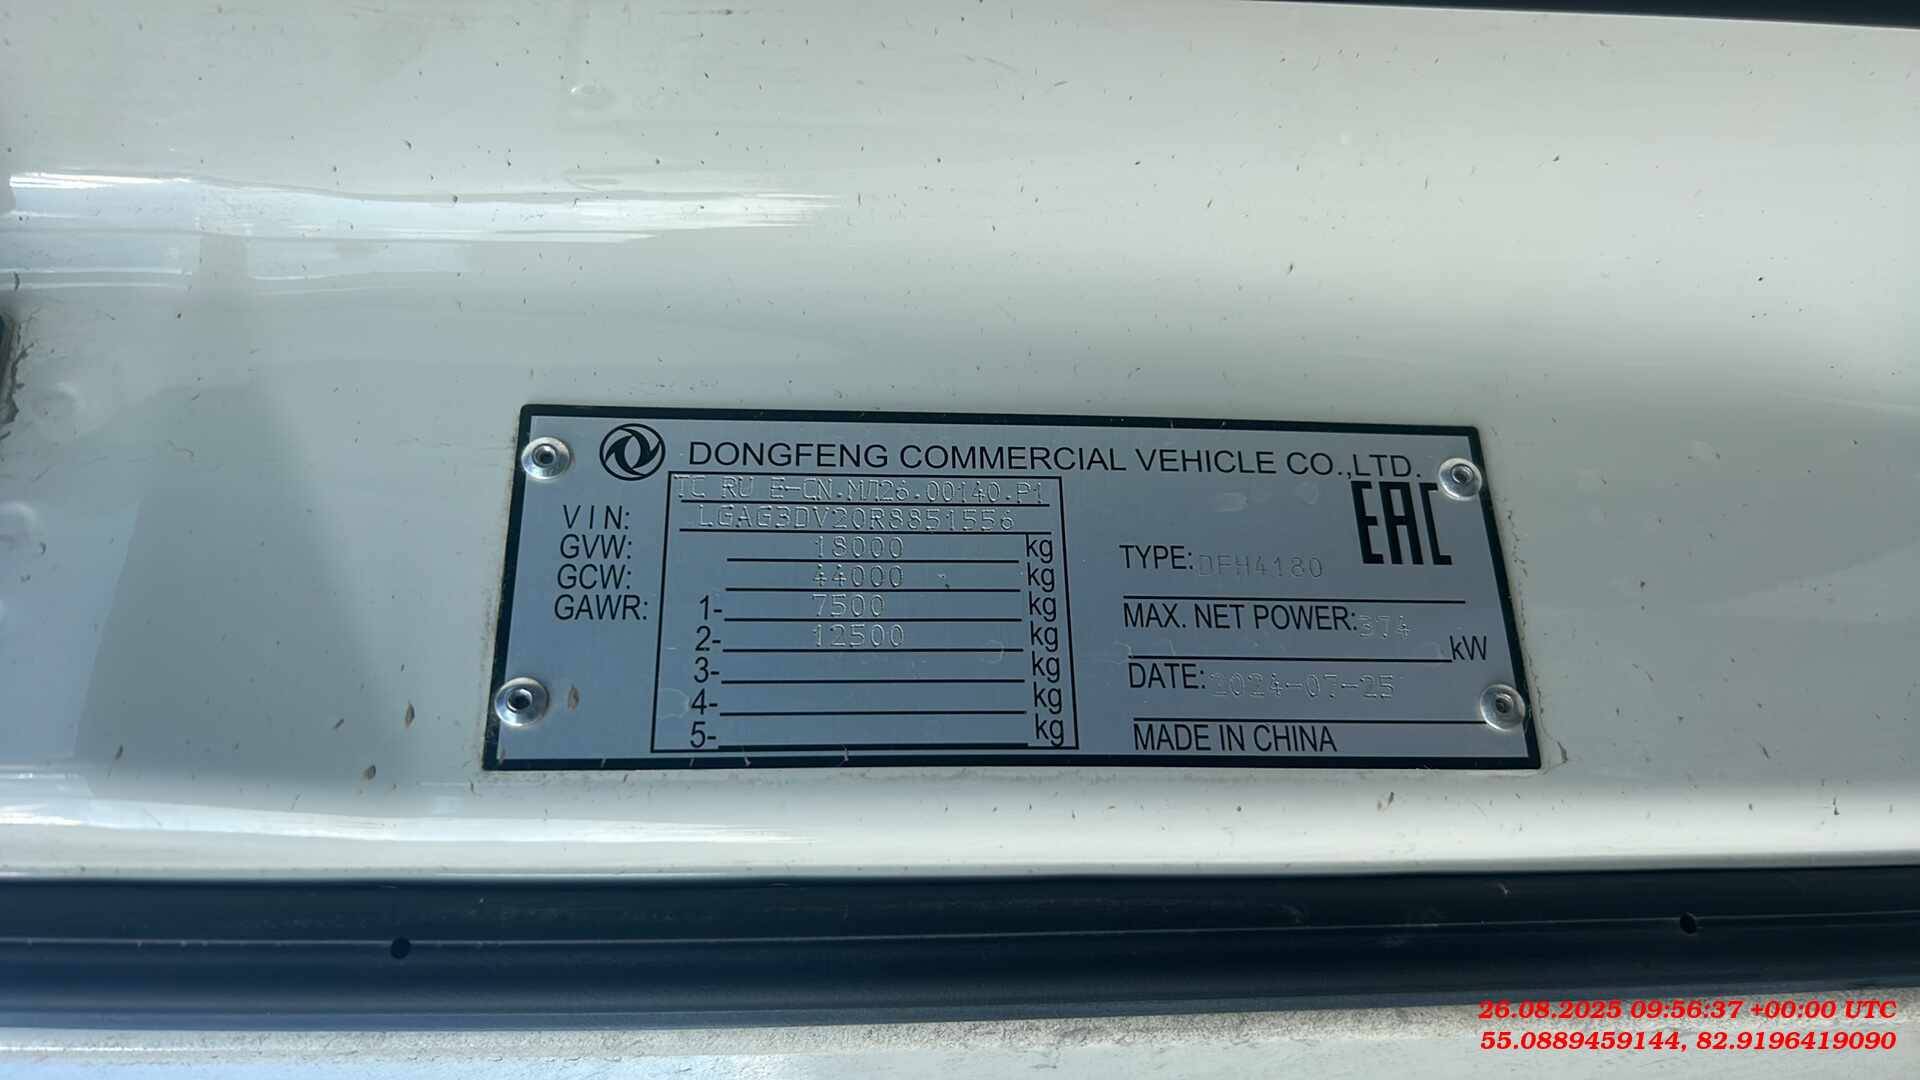 DONGFENG COMMERCIAL VEHICLE CO.,LTD.
TC RU E-CN.МЛ26.00140.P1
VIN: LGAG3DV20R8851556
GVW: 18000 kg
GCW: 44000 kg
GAWR: 1- 7500 kg
2- 12500 kg
3- kg
4- kg
5- kg
EAC
TYPE: DFH4180
MAX. NET POWER: 374
kW
DATE: 2024-07-25
MADE IN CHINA
26.08.2025 09:56:37 +00:00 UTC
55.0889459144, 82.9196419090